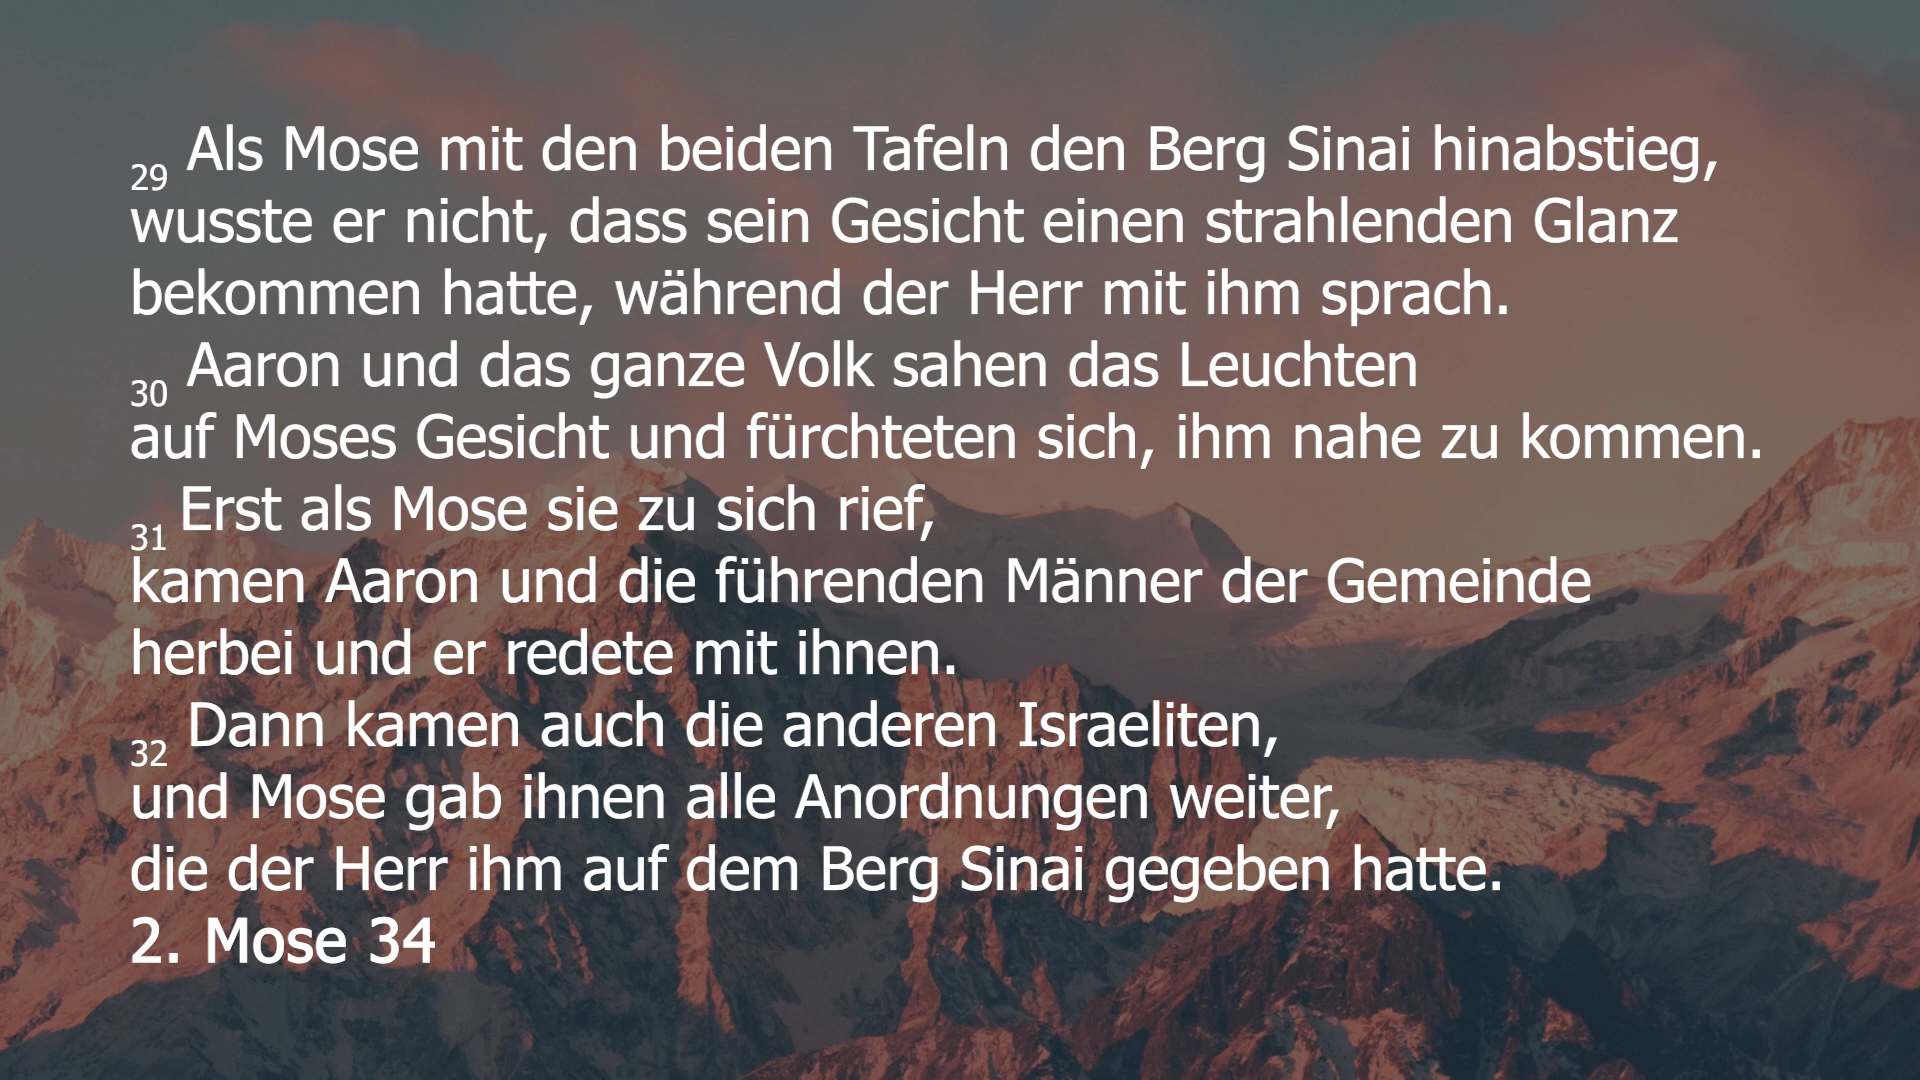 29 Als Mose mit den beiden Tafeln den Berg Sinai hinabstieg,
wusste er nicht, dass sein Gesicht einen strahlenden Glanz
bekommen hatte, während der Herr mit ihm sprach.
30 Aaron und das ganze Volk sahen das Leuchten
auf Moses Gesicht und fürchteten sich, ihm nahe zu kommen.
31 Erst als Mose sie zu sich rief,
kamen Aaron und die führenden Männer der Gemeinde
herbei und er redete mit ihnen.
32 Dann kamen auch die anderen Israeliten,
und Mose gab ihnen alle Anordnungen weiter,
die der Herr ihm auf dem Berg Sinai gegeben hatte.
2. Mose 34